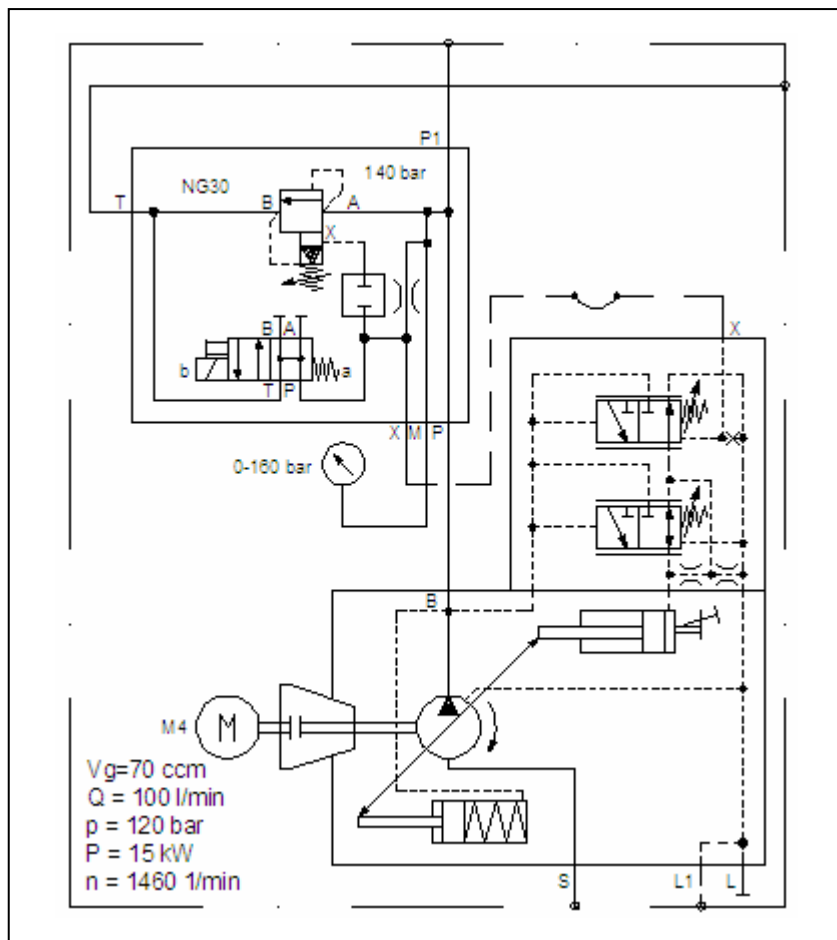 P1
NG30
140 bar
T
B
A
X
B A
b
a
T P
X
X M P
0-160 bar
B
M4
M
Vg=70 ccm
Q = 100 l/min
p = 120 bar
P = 15 kW
n = 1460 1/min
S
L1
L